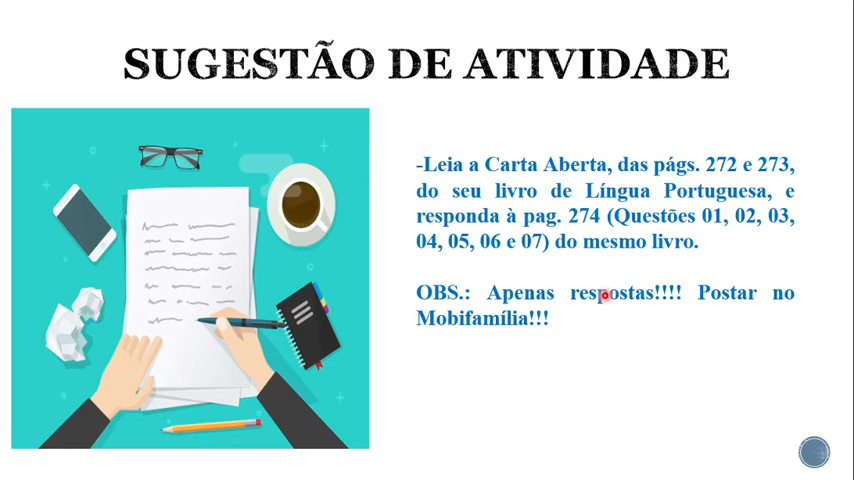 SUGESTÃO DE ATIVIDADE
-Leia a Carta Aberta, das págs. 272 e 273,
do seu livro de Língua Portuguesa, e
responda à pag. 274 (Questões 01, 02, 03,
04, 05, 06 e 07) do mesmo livro.
OBS.: Apenas respostas!!!! Postar no
Mobifamília!!!